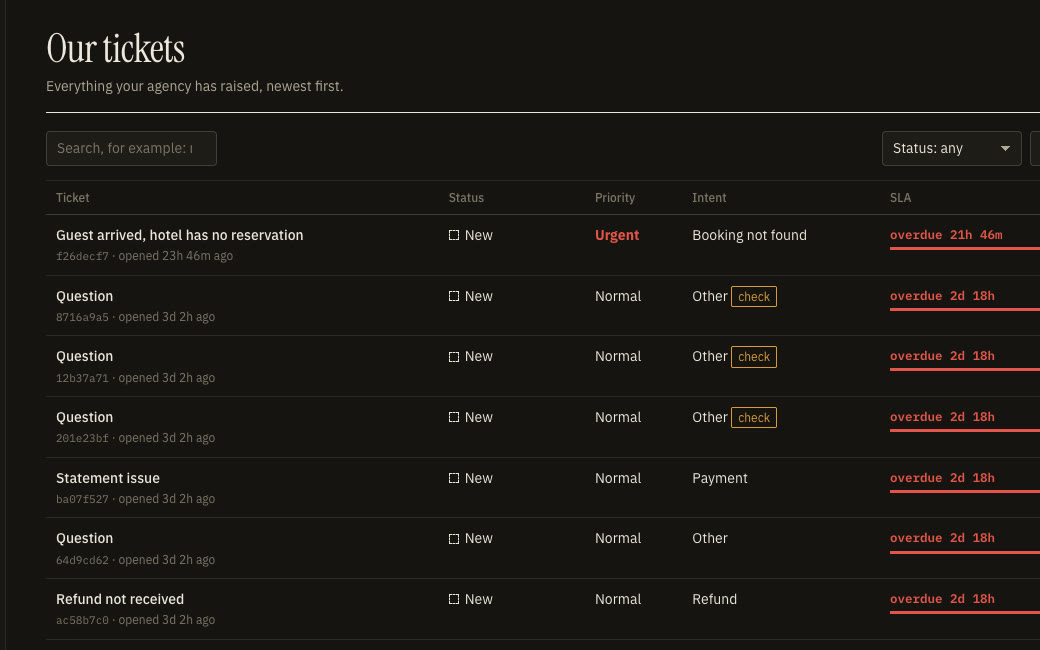 Our tickets
Everything your agency has raised, newest first.
Search, for example:
Status: any
Ticket Status Priority Intent SLA
Guest arrived, hotel has no reservation New Urgent Booking not found overdue 21h 46m
f26decf7 · opened 23h 46m ago
Question New Normal Other check overdue 2d 18h
8716a9a5 · opened 3d 2h ago
Question New Normal Other check overdue 2d 18h
12b37a71 · opened 3d 2h ago
Question New Normal Other check overdue 2d 18h
201e23bf · opened 3d 2h ago
Statement issue New Normal Payment overdue 2d 18h
ba07f527 · opened 3d 2h ago
Question New Normal Other overdue 2d 18h
64d9cd62 · opened 3d 2h ago
Refund not received New Normal Refund overdue 2d 18h
ac58b7c0 · opened 3d 2h ago